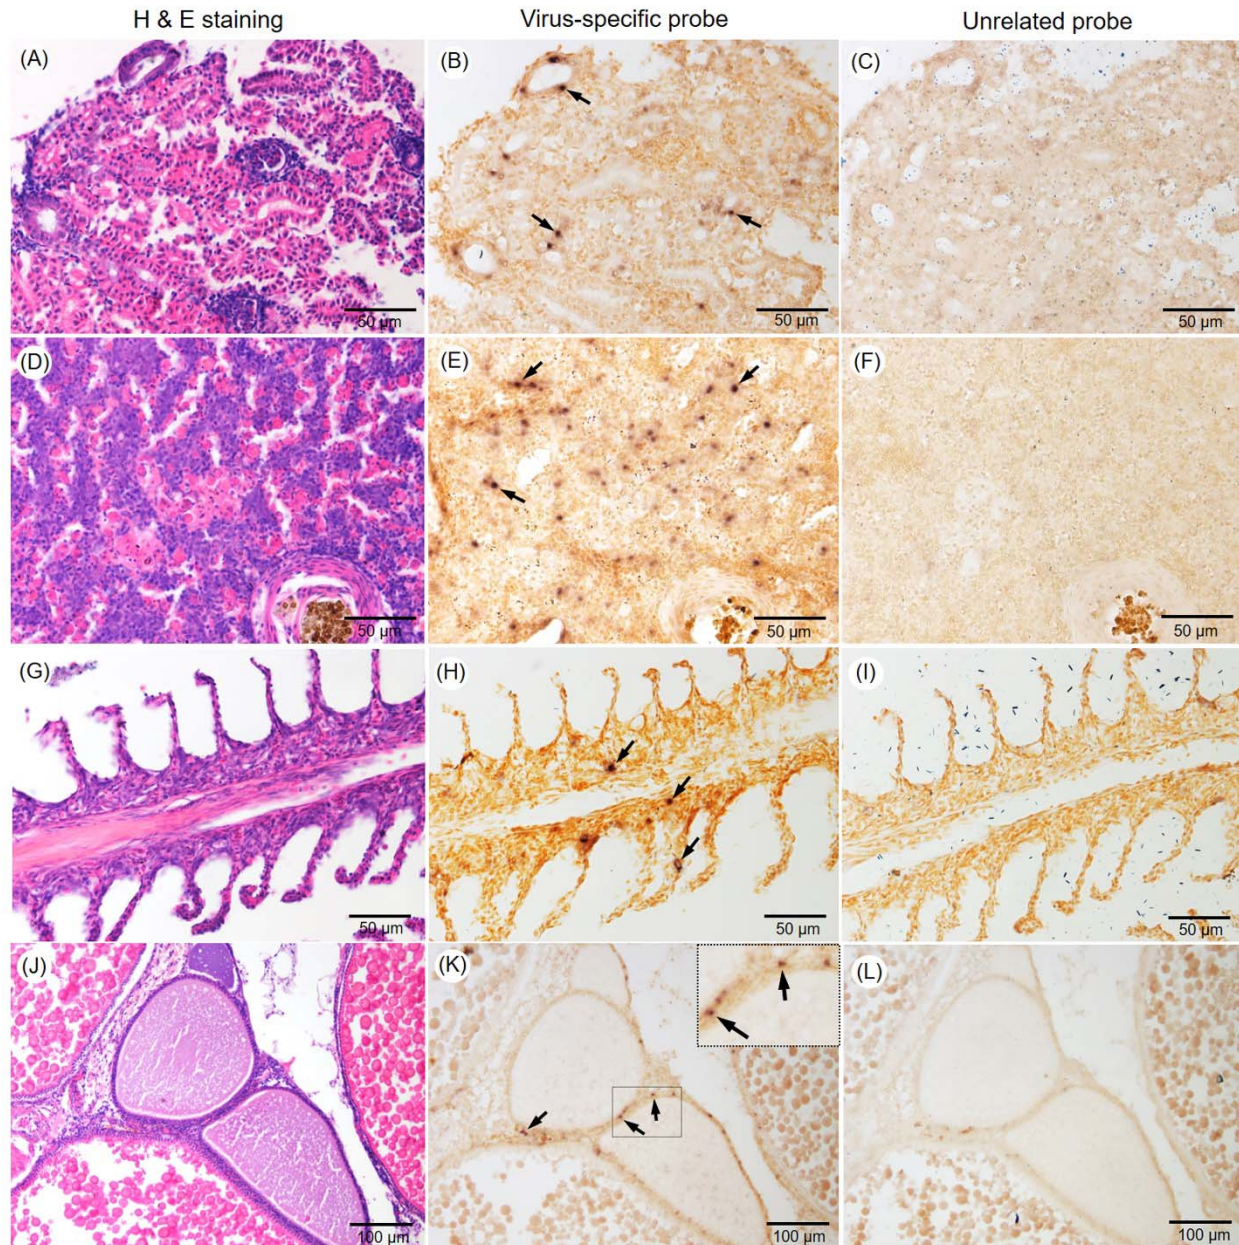 H & E staining
Virus-specific probe
Unrelated probe
(A)
50 µm
(B)
50 µm
(C)
50 µm
(D)
50 µm
(E)
50 µm
(F)
50 µm
(G)
50 µm
(H)
50 µm
(I)
50 µm
(J)
100 µm
(K)
100 µm
(L)
100 µm